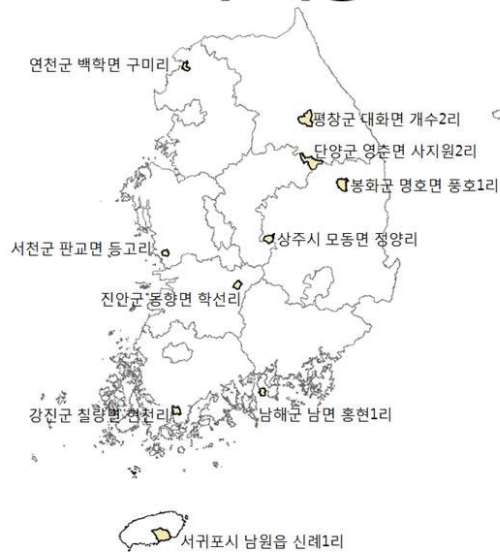 연천군 백학면 구미리
평창군 대화면 개수2리
단양군 영춘면 사지원2리
봉화군 명호면 풍호1리
상주시 모동면 정양리
서천군 판교면 등고리
진안군 동향면 학선리
강진군 칠량면 현천리
남해군 남면 홍현1리
서귀포시 남원읍 신례1리